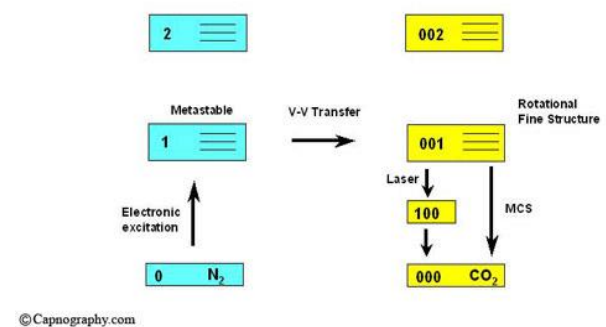 2
002
Metastable
V-V Transfer
Rotational
Fine Structure
1
001
Laser
100
MCS
Electronic
excitation
0 N₂
000 CO₂
©Capnography.com